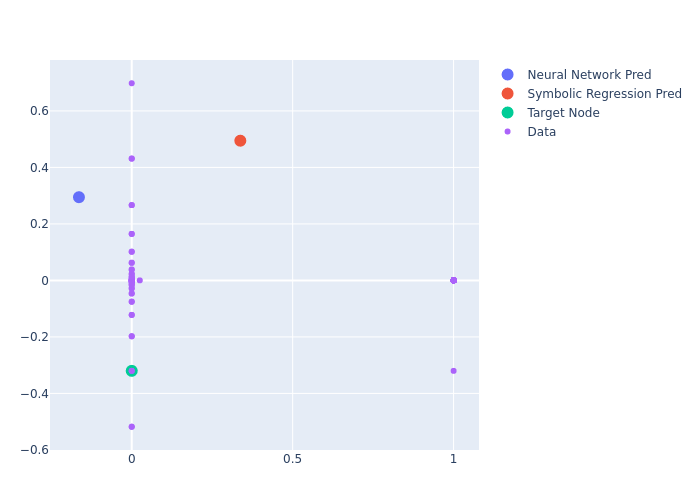 Neural Network Pred
Symbolic Regression Pred
Target Node
Data
0.6
0.4
0.2
0
−0.2
−0.4
−0.6
0
0.5
1